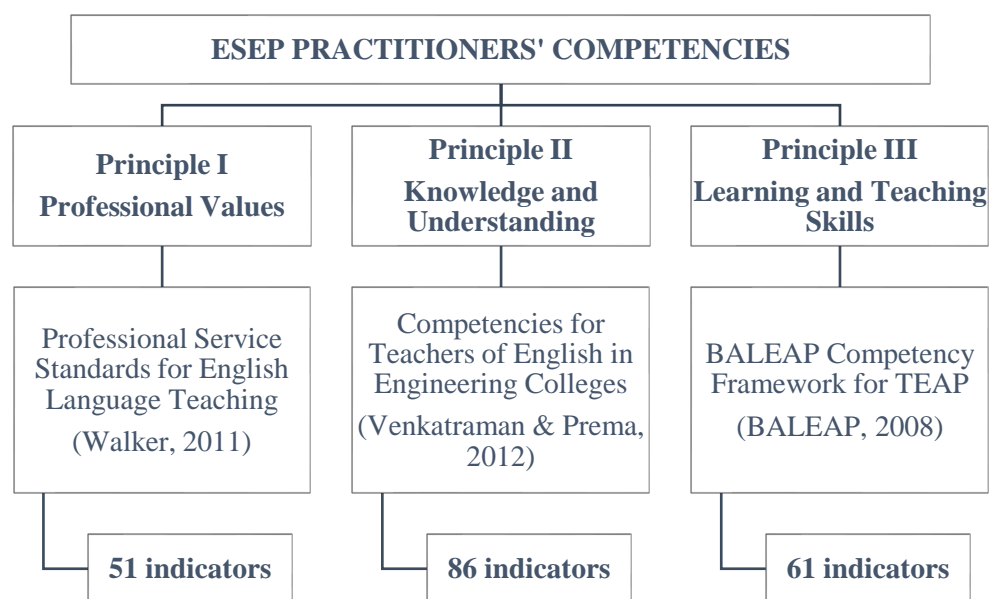 ESEP PRACTITIONERS' COMPETENCIES
Principle I
Professional Values
Principle II
Knowledge and
Understanding
Principle III
Learning and Teaching
Skills
Professional Service
Standards for English
Language Teaching
(Walker, 2011)
Competencies for
Teachers of English in
Engineering Colleges
(Venkatraman & Prema,
2012)
BALEAP Competency
Framework for TEAP
(BALEAP, 2008)
51 indicators
86 indicators
61 indicators